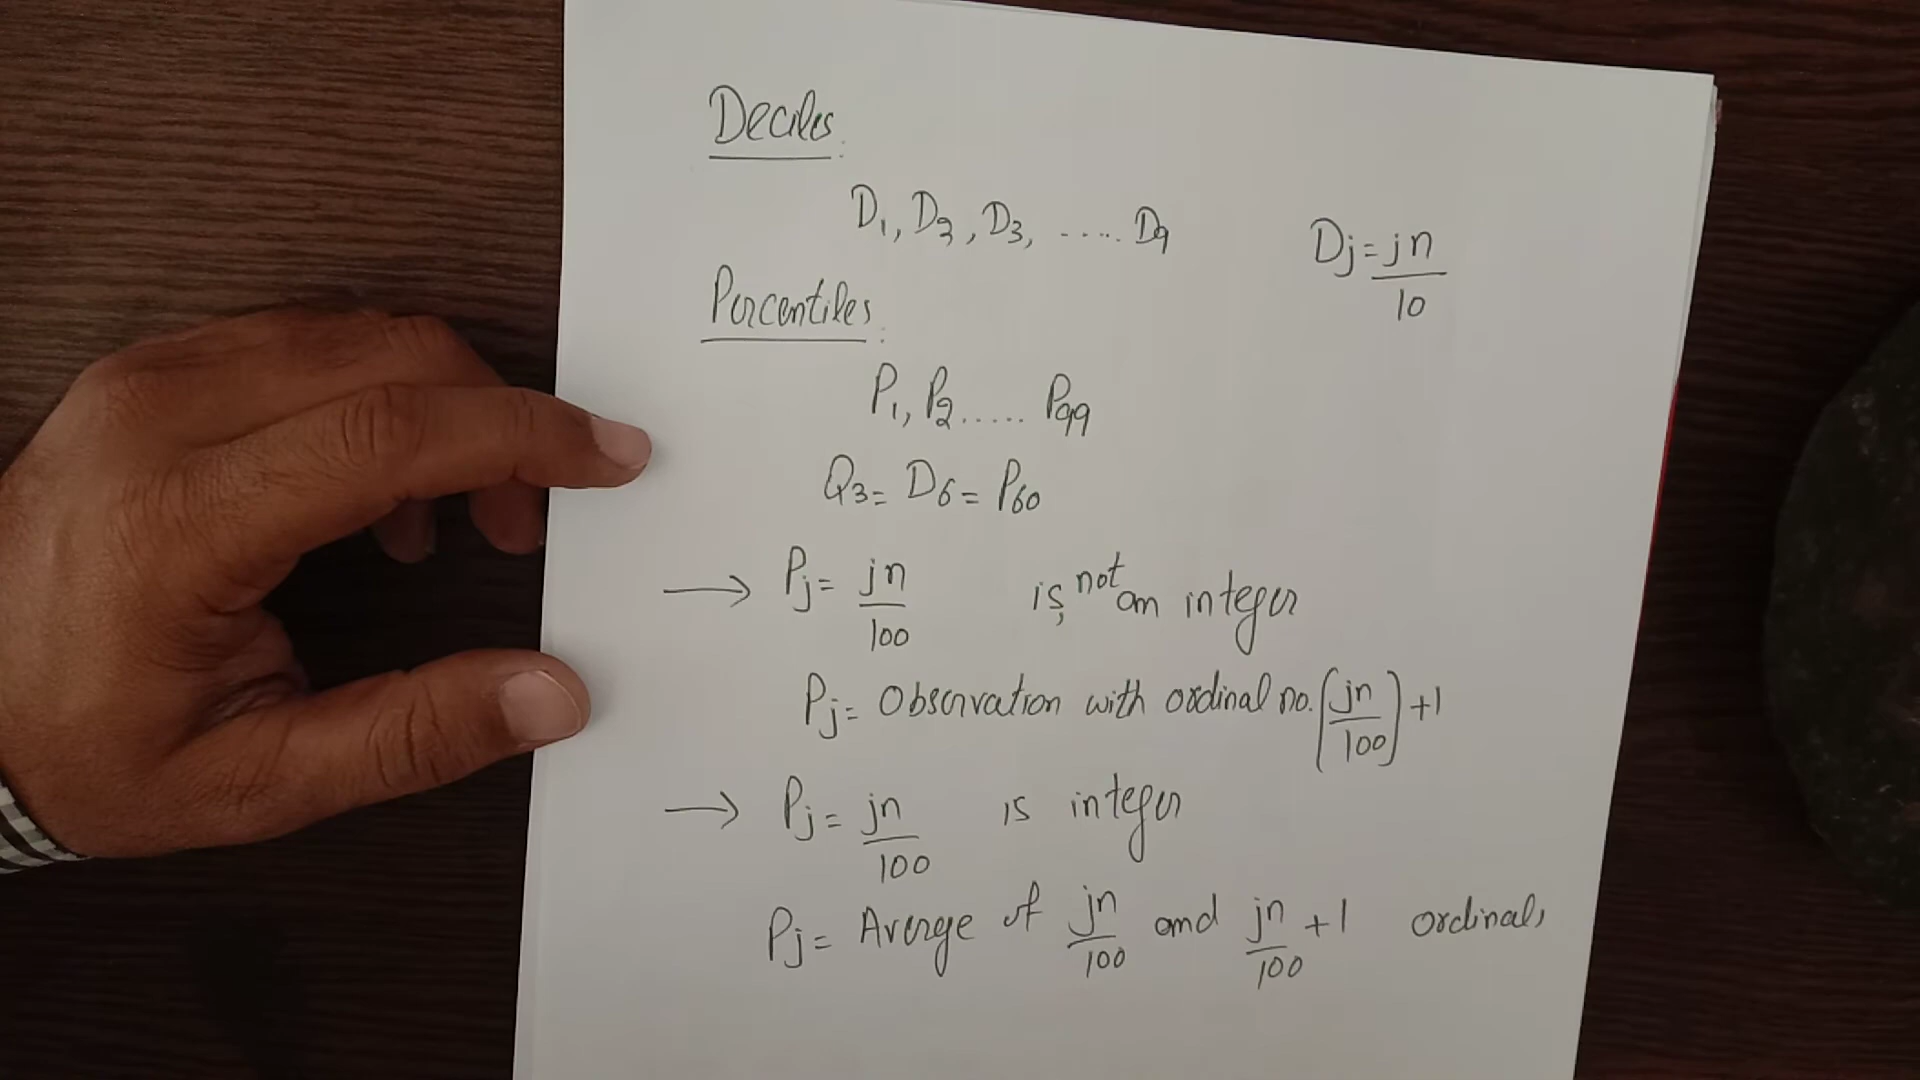 Deciles.
D1, D2, D3, ..... D9
Dj = jn/10
Percentiles.
P1, P2 ..... P99
Q3 = D6 = P60
→ Pj = jn/100 is not an integer
Pj = Observation with ordinal no. [jn/100] + 1
→ Pj = jn/100 is integer
Pj = Averge of jn/100 and jn/100 + 1 ordinals